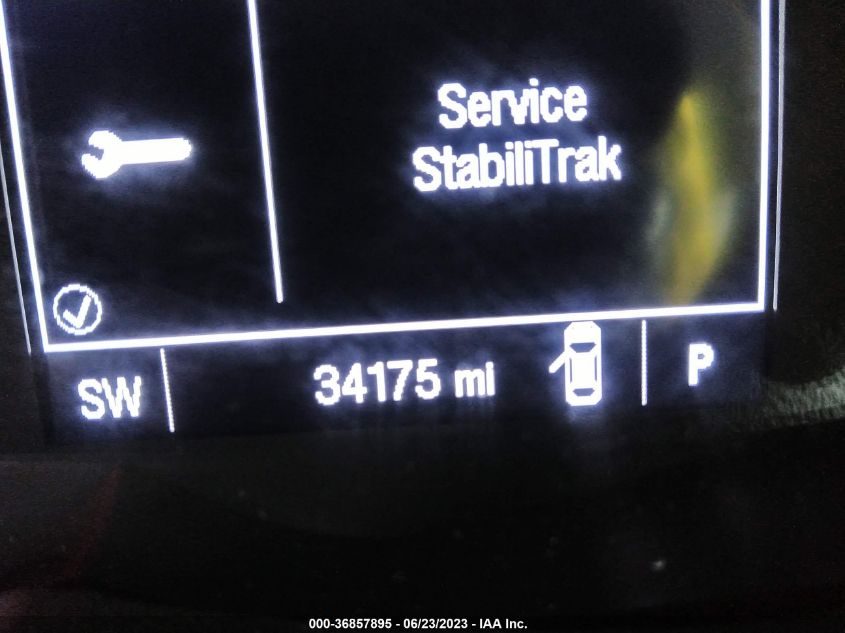 Service
StabiliTrak
SW 34175 mi P
000-36857895 - 06/23/2023 - IAA Inc.